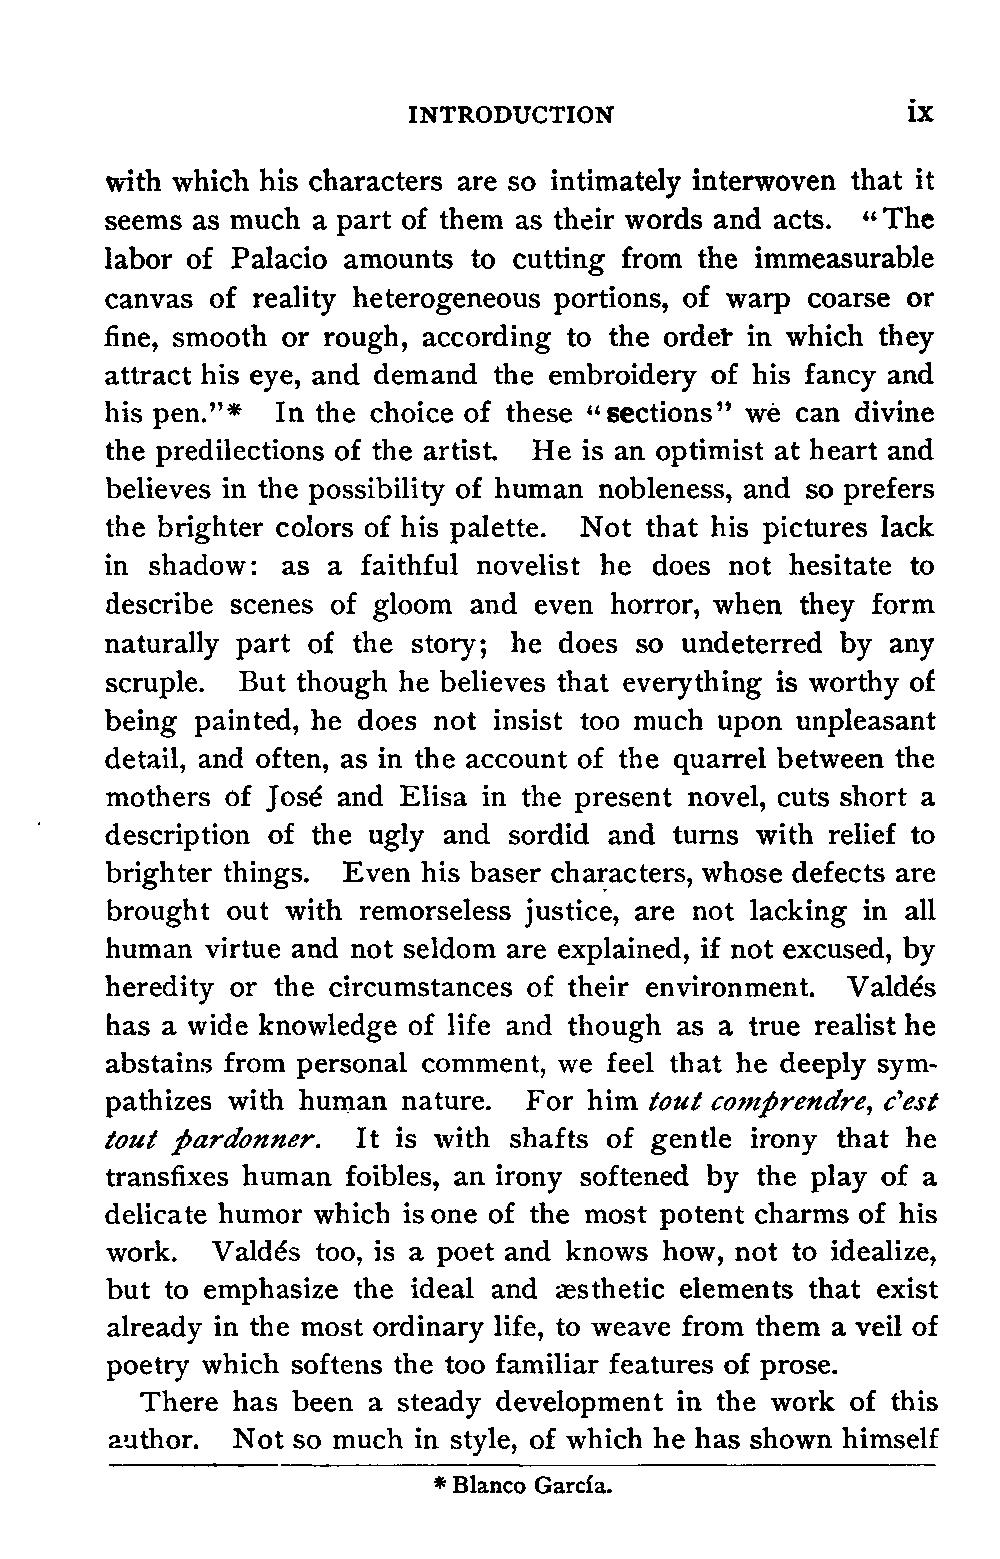 INTRODUCTION ix
with which his characters are so intimately interwoven that it
seems as much a part of them as their words and acts. "The
labor of Palacio amounts to cutting from the immeasurable
canvas of reality heterogeneous portions, of warp coarse or
fine, smooth or rough, according to the order in which they
attract his eye, and demand the embroidery of his fancy and
his pen."* In the choice of these "sections" we can divine
the predilections of the artist. He is an optimist at heart and
believes in the possibility of human nobleness, and so prefers
the brighter colors of his palette. Not that his pictures lack
in shadow: as a faithful novelist he does not hesitate to
describe scenes of gloom and even horror, when they form
naturally part of the story; he does so undeterred by any
scruple. But though he believes that everything is worthy of
being painted, he does not insist too much upon unpleasant
detail, and often, as in the account of the quarrel between the
mothers of José and Elisa in the present novel, cuts short a
description of the ugly and sordid and turns with relief to
brighter things. Even his baser characters, whose defects are
brought out with remorseless justice, are not lacking in all
human virtue and not seldom are explained, if not excused, by
heredity or the circumstances of their environment. Valdés
has a wide knowledge of life and though as a true realist he
abstains from personal comment, we feel that he deeply sym-
pathizes with human nature. For him tout comprendre, c'est
tout pardonner. It is with shafts of gentle irony that he
transfixes human foibles, an irony softened by the play of a
delicate humor which is one of the most potent charms of his
work. Valdés too, is a poet and knows how, not to idealize,
but to emphasize the ideal and æsthetic elements that exist
already in the most ordinary life, to weave from them a veil of
poetry which softens the too familiar features of prose.
There has been a steady development in the work of this
author. Not so much in style, of which he has shown himself
* Blanco García.